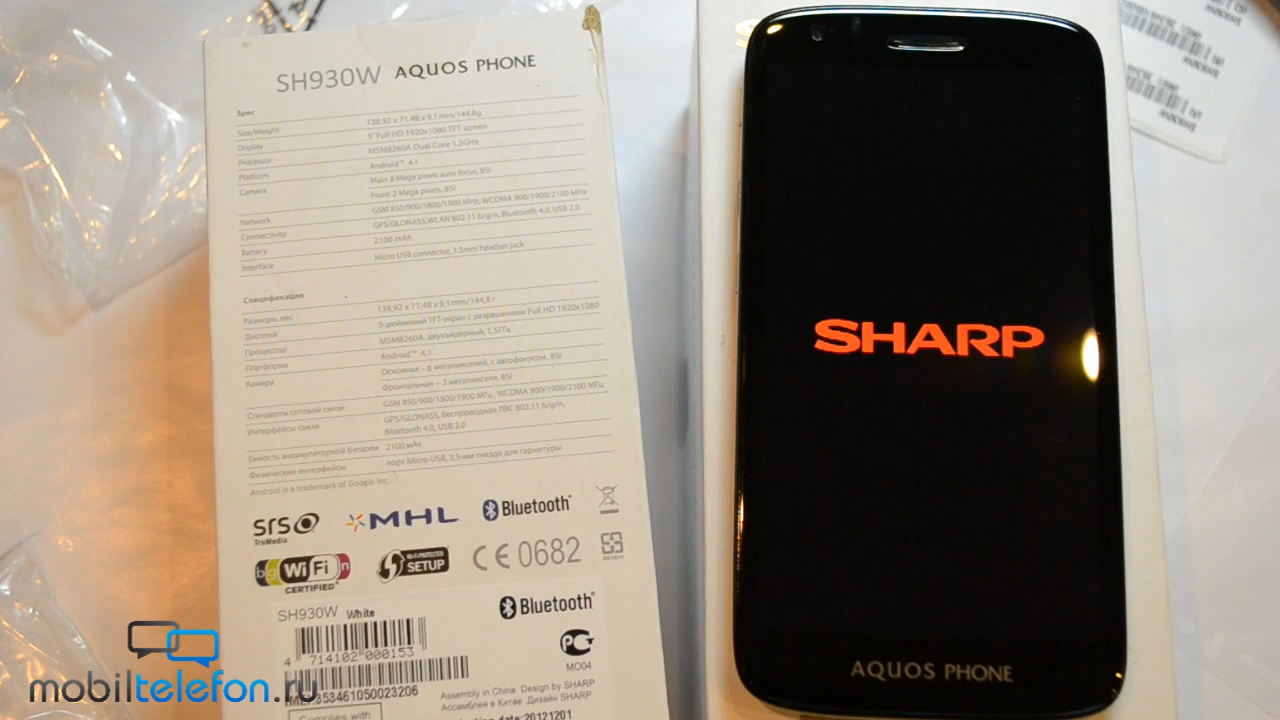 SH930W AQUOS PHONE
Spec
Size/Weight 138,92 x 71,48 x 9.1mm/144,8g
Display 5" Full HD 1920x1080 TFT screen
Processor MSM8260A Dual Core 1.5GHz
Platform Android™ 4.1
Camera Main 8 Mega pixels auto focus, BSI
Front 2 Mega pixels, BSI
Network GSM 850/900/1800/1900 MHz, WCDMA 900/1900/2100 MHz
Connectivity GPS/GLONASS,WLAN 802.11 b/g/n, Bluetooth 4.0, USB 2.0
Battery 2100 mAh
Interface Micro USB connector, 3.5mm headset jack
Спецификация
Размеры, вес 138,92 x 71,48 x 9,1mm/144,8 г
Дисплей 5-дюймовый TFT-экран с разрешением Full HD 1920x1080
Процессор MSM8260A, двухъядерный, 1,5ГГц
Платформа Android™ 4.1
Камера Основная – 8 мегапикселей, с автофокусом, BSI
Фронтальная – 2 мегапикселя, BSI
Стандарты сотовой связи GSM 850/900/1800/1900 МГц, WCDMA 900/1900/2100 МГц
Интерфейсы связи GPS/GLONASS, беспроводная ЛВС 802.11 b/g/n,
Bluetooth 4.0, USB 2.0
Емкость аккумуляторной батареи 2100 мАч
Физические интерфейсы порт Micro-USB, 3,5-мм гнездо для гарнитуры
Android is a trademark of Google Inc.
SRS
TruMedia
MHL
Bluetooth
bg WiFi n
CERTIFIED
WI-FI PROTECTED
SETUP
CE 0682
SH930W White
4 714102 000153
Bluetooth
МО04
IMEI:353461050023206
Assembly in China Design by SHARP
Ассамблея в Китае Дизайн SHARP
date:20121201
Complies with
mobiltelefon.ru
SHARP
AQUOS PHONE
SH930W